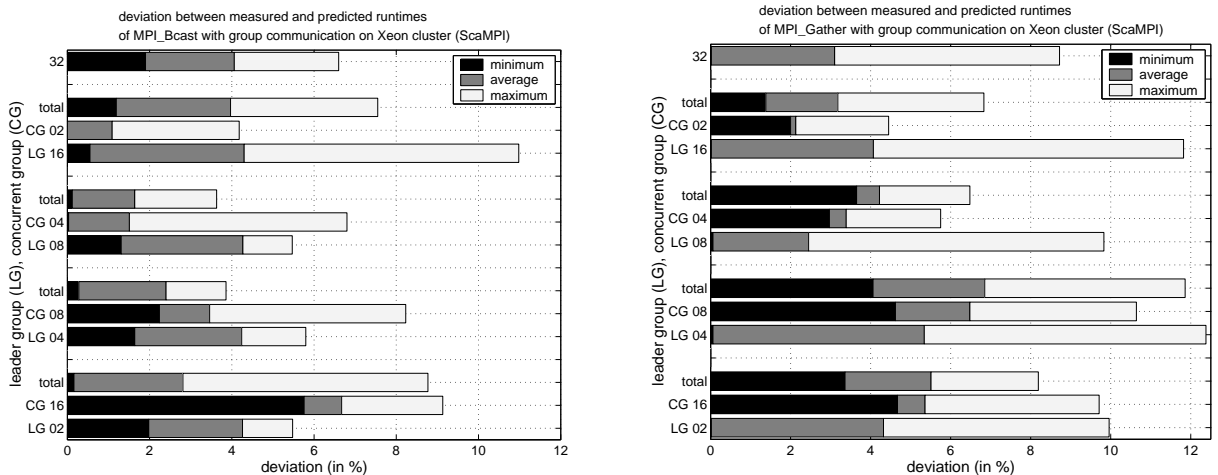 deviation between measured and predicted runtimes
of MPI_Bcast with group communication on Xeon cluster (ScaMPI)
minimum
average
maximum
leader group (LG), concurrent group (CG)
32
total
CG 02
LG 16
total
CG 04
LG 08
total
CG 08
LG 04
total
CG 16
LG 02
0 2 4 6 8 10 12
deviation (in %)
deviation between measured and predicted runtimes
of MPI_Gather with group communication on Xeon cluster (ScaMPI)
minimum
average
maximum
leader group (LG), concurrent group (CG)
32
total
CG 02
LG 16
total
CG 04
LG 08
total
CG 08
LG 04
total
CG 16
LG 02
0 2 4 6 8 10 12
deviation (in %)